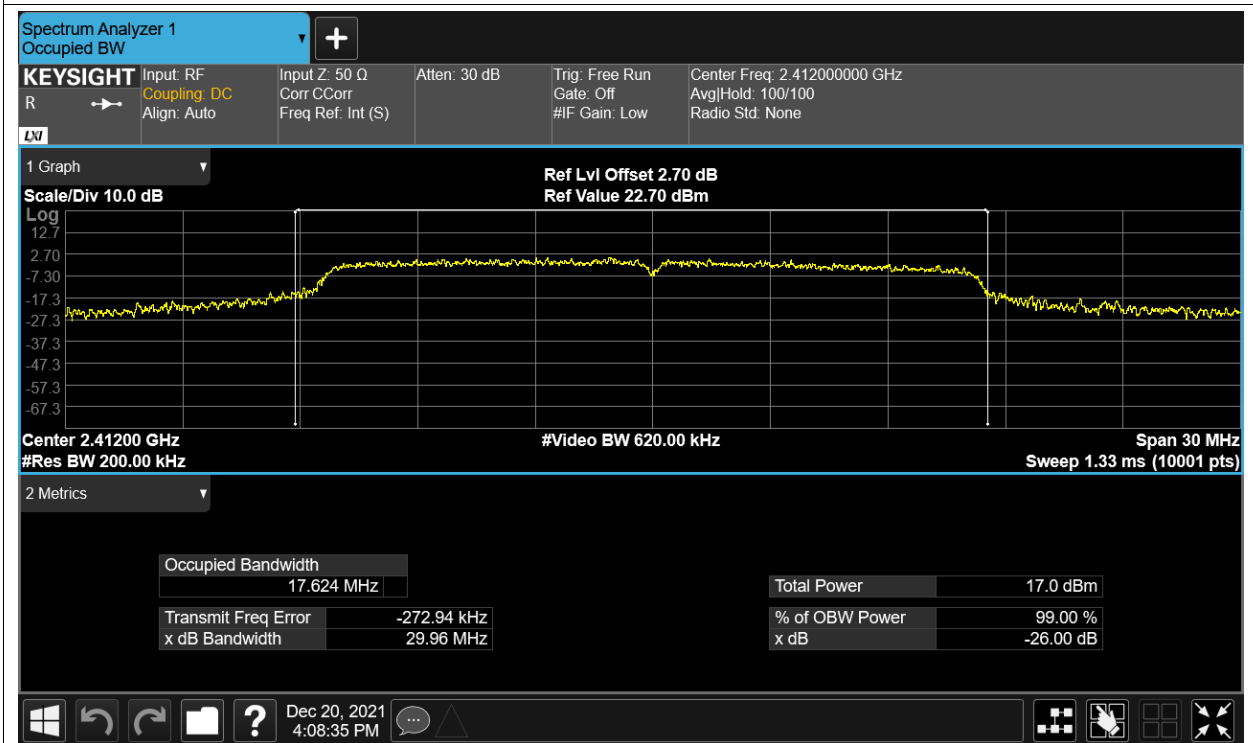 Spectrum Analyzer 1
Occupied BW
KEYSIGHT
R
LXI
Input: RF
Coupling: DC
Align: Auto
Input Z: 50 Ω
Corr CCorr
Freq Ref: Int (S)
Atten: 30 dB
Trig: Free Run
Gate: Off
#IF Gain: Low
Center Freq: 2.412000000 GHz
Avg|Hold: 100/100
Radio Std: None
1 Graph
Scale/Div 10.0 dB
Ref Lvl Offset 2.70 dB
Ref Value 22.70 dBm
Log
12.7
2.70
-7.30
-17.3
-27.3
-37.3
-47.3
-57.3
-67.3
Center 2.41200 GHz
#Video BW 620.00 kHz
Span 30 MHz
#Res BW 200.00 kHz
Sweep 1.33 ms (10001 pts)
2 Metrics
Occupied Bandwidth
17.624 MHz
Total Power 17.0 dBm
Transmit Freq Error -272.94 kHz
% of OBW Power 99.00 %
x dB Bandwidth 29.96 MHz
x dB -26.00 dB
?
Dec 20, 2021
4:08:35 PM